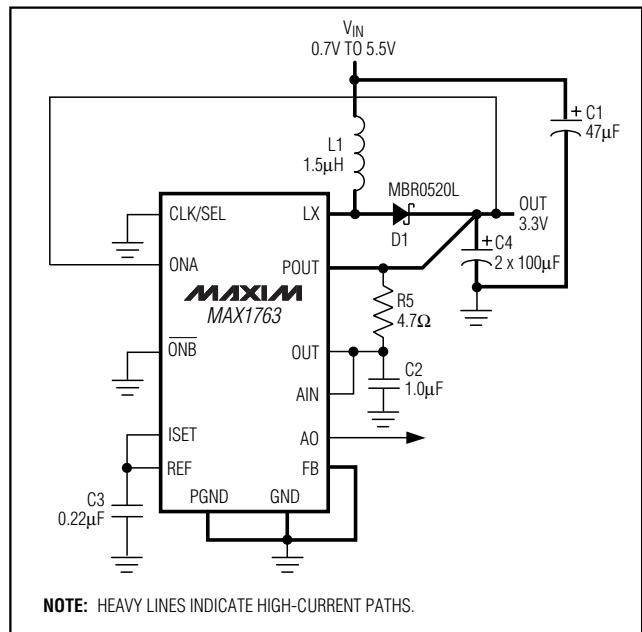 VIN
0.7V TO 5.5V
C1
47µF
L1
1.5µH
MBR0520L
D1
OUT
3.3V
C4
2 x 100µF
CLK/SEL
LX
ONA
POUT
MAXIM
MAX1763
R5
4.7Ω
ONB
OUT
C2
1.0µF
AIN
ISET
AO
REF
FB
C3
0.22µF
PGND
GND
NOTE: HEAVY LINES INDICATE HIGH-CURRENT PATHS.